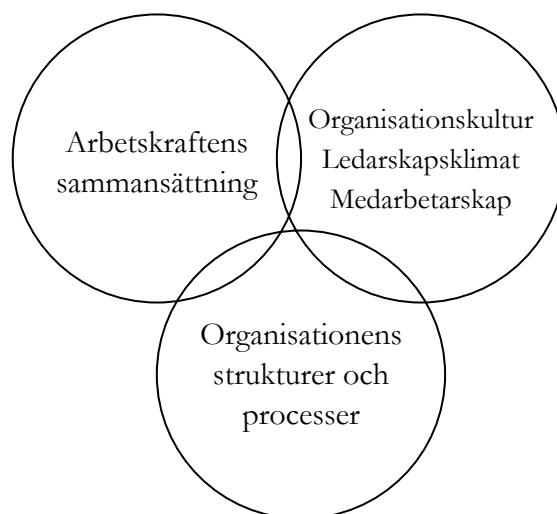 Arbetskraftens
sammansättning
Organisationskultur
Ledarskapsklimat
Medarbetarskap
Organisationens
strukturer och
processer